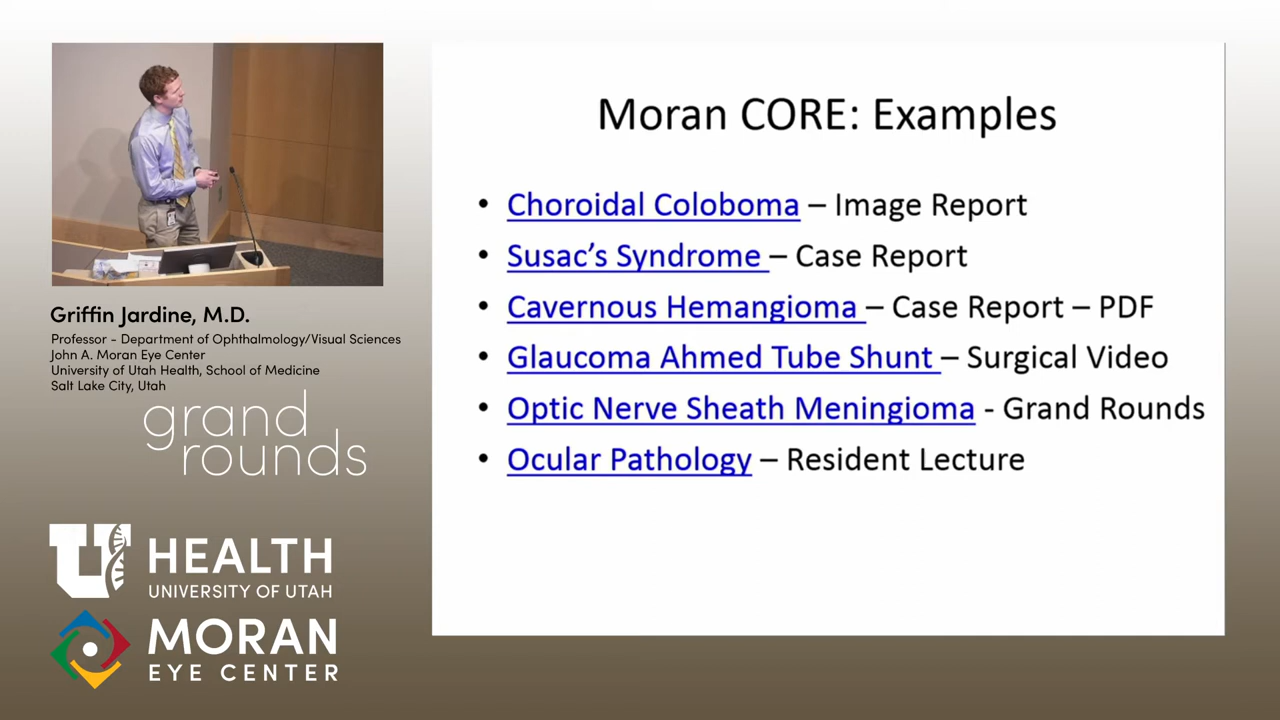 Griffin Jardine, M.D.
Professor - Department of Ophthalmology/Visual Sciences
John A. Moran Eye Center
University of Utah Health, School of Medicine
Salt Lake City, Utah
grand
rounds
U HEALTH
UNIVERSITY OF UTAH
MORAN
EYE CENTER
Moran CORE: Examples
• Choroidal Coloboma – Image Report
• Susac’s Syndrome – Case Report
• Cavernous Hemangioma – Case Report – PDF
• Glaucoma Ahmed Tube Shunt – Surgical Video
• Optic Nerve Sheath Meningioma - Grand Rounds
• Ocular Pathology – Resident Lecture